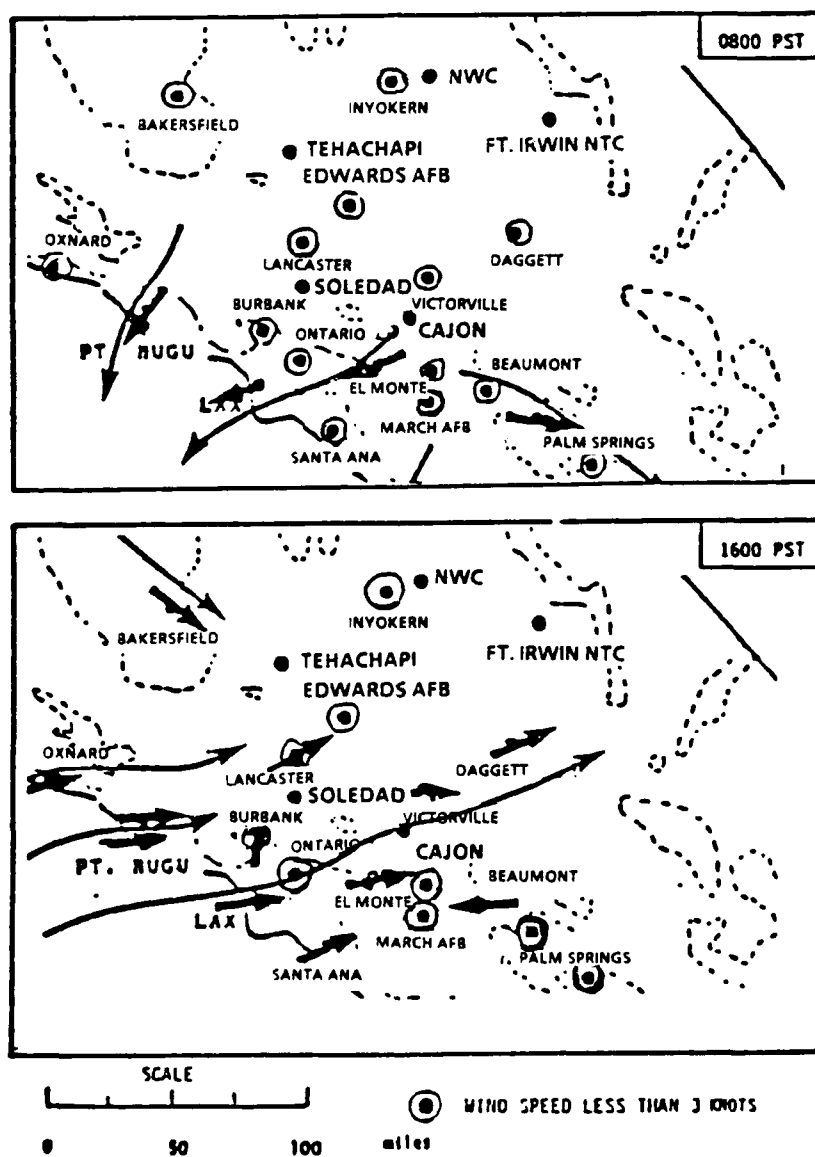 0800 PST
NWC
INYOKERN
BAKERSFIELD
FT. IRWIN NTC
TEHACHAPI
EDWARDS AFB
OXNARD
DAGGETT
LANCASTER
SOLEDAD
BURBANK
VICTORVILLE
ONTARIO
CAJON
PT MUGU
BEAUMONT
EL MONTE
LAX
MARCH AFB
PALM SPRINGS
SANTA ANA
1600 PST
NWC
INYOKERN
BAKERSFIELD
FT. IRWIN NTC
TEHACHAPI
EDWARDS AFB
OXNARD
LANCASTER
DAGGETT
SOLEDAD
BURBANK
VICTORVILLE
ONTARIO
CAJON
PT. MUGU
BEAUMONT
EL MONTE
LAX
MARCH AFB
PALM SPRINGS
SANTA ANA
SCALE
WIND SPEED LESS THAN 3 KNOTS
0 50 100 miles